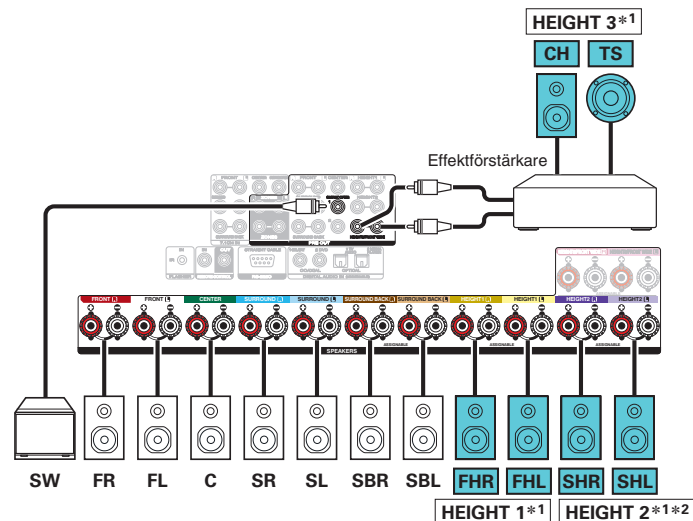 HEIGHT 3*1
CH TS
Effektförstärkare
PRE OUT
SPEAKERS
FRONT CENTER SURROUND SURROUND SURROUND BACK SURROUND BACK HEIGHT1 HEIGHT1 HEIGHT2 HEIGHT2
ASSIGNABLE ASSIGNABLE ASSIGNABLE
SW FR FL C SR SL SBR SBL FHR FHL SHR SHL
HEIGHT 1*1 HEIGHT 2*1*2